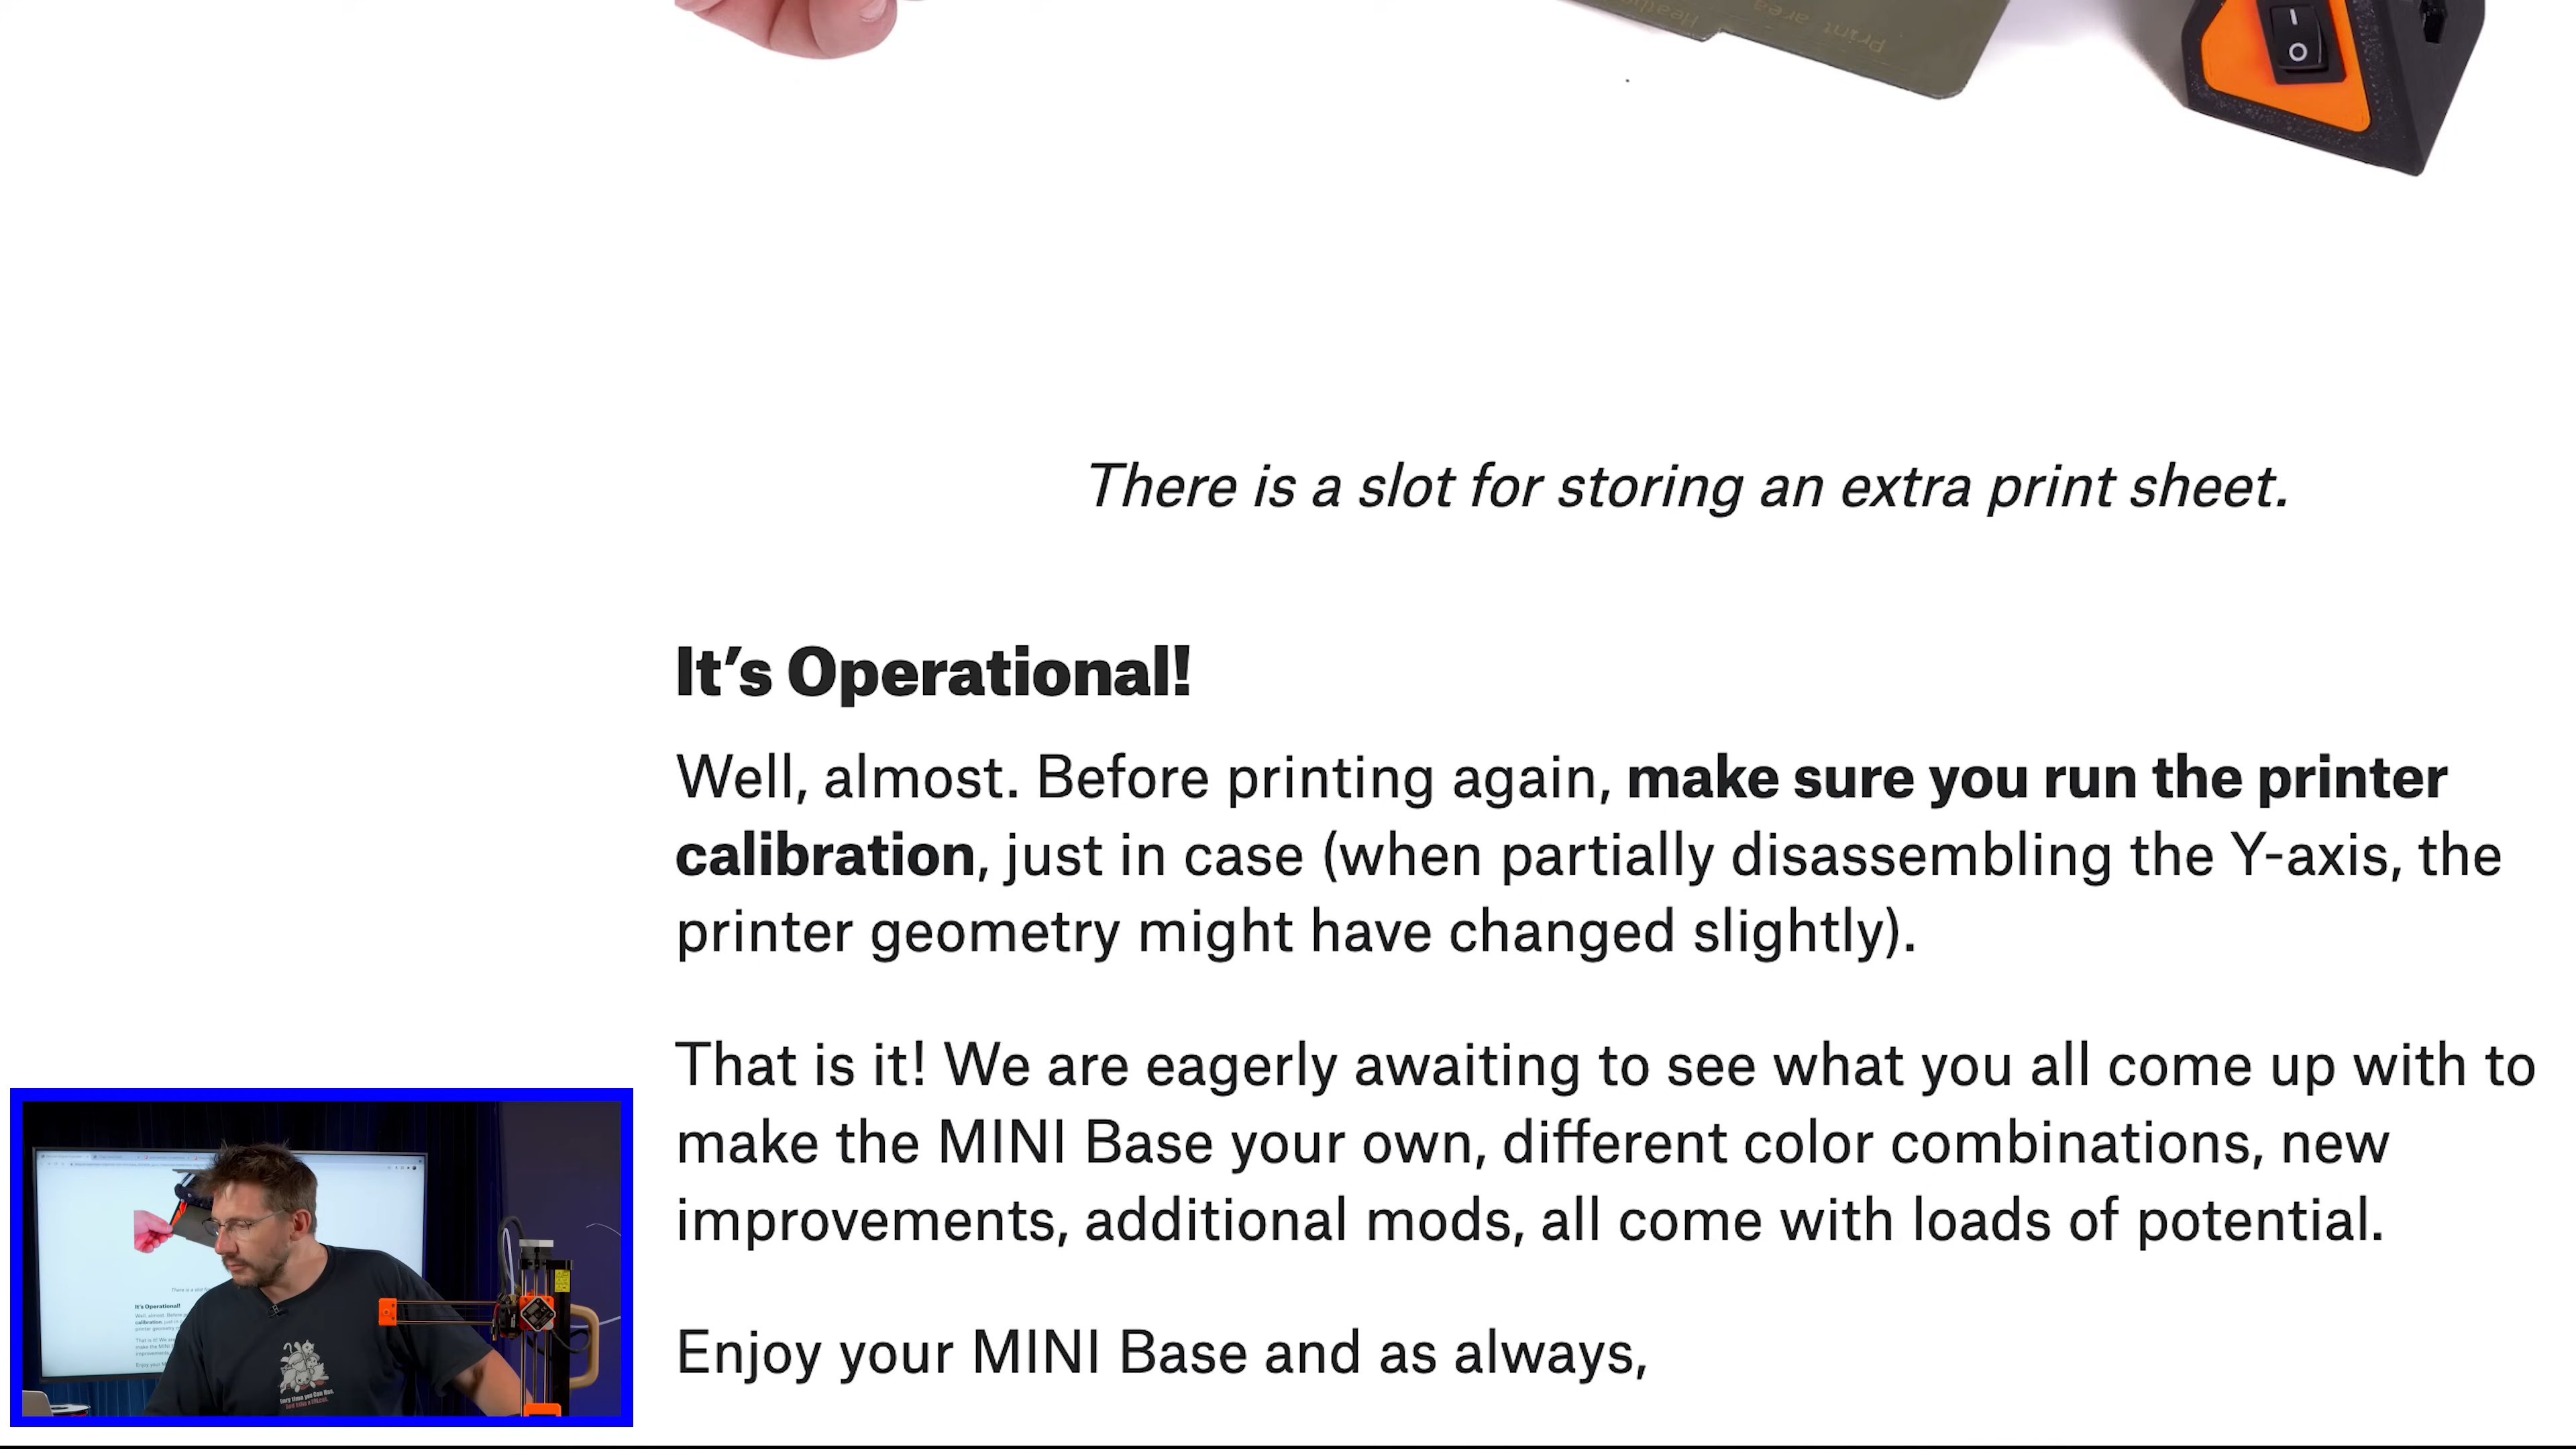 Print area
There is a slot for storing an extra print sheet.
It’s Operational!
Well, almost. Before printing again, make sure you run the printer
calibration, just in case (when partially disassembling the Y-axis, the
printer geometry might have changed slightly).
That is it! We are eagerly awaiting to see what you all come up with to
make the MINI Base your own, different color combinations, new
improvements, additional mods, all come with loads of potential.
Enjoy your MINI Base and as always,
It’s Operational!